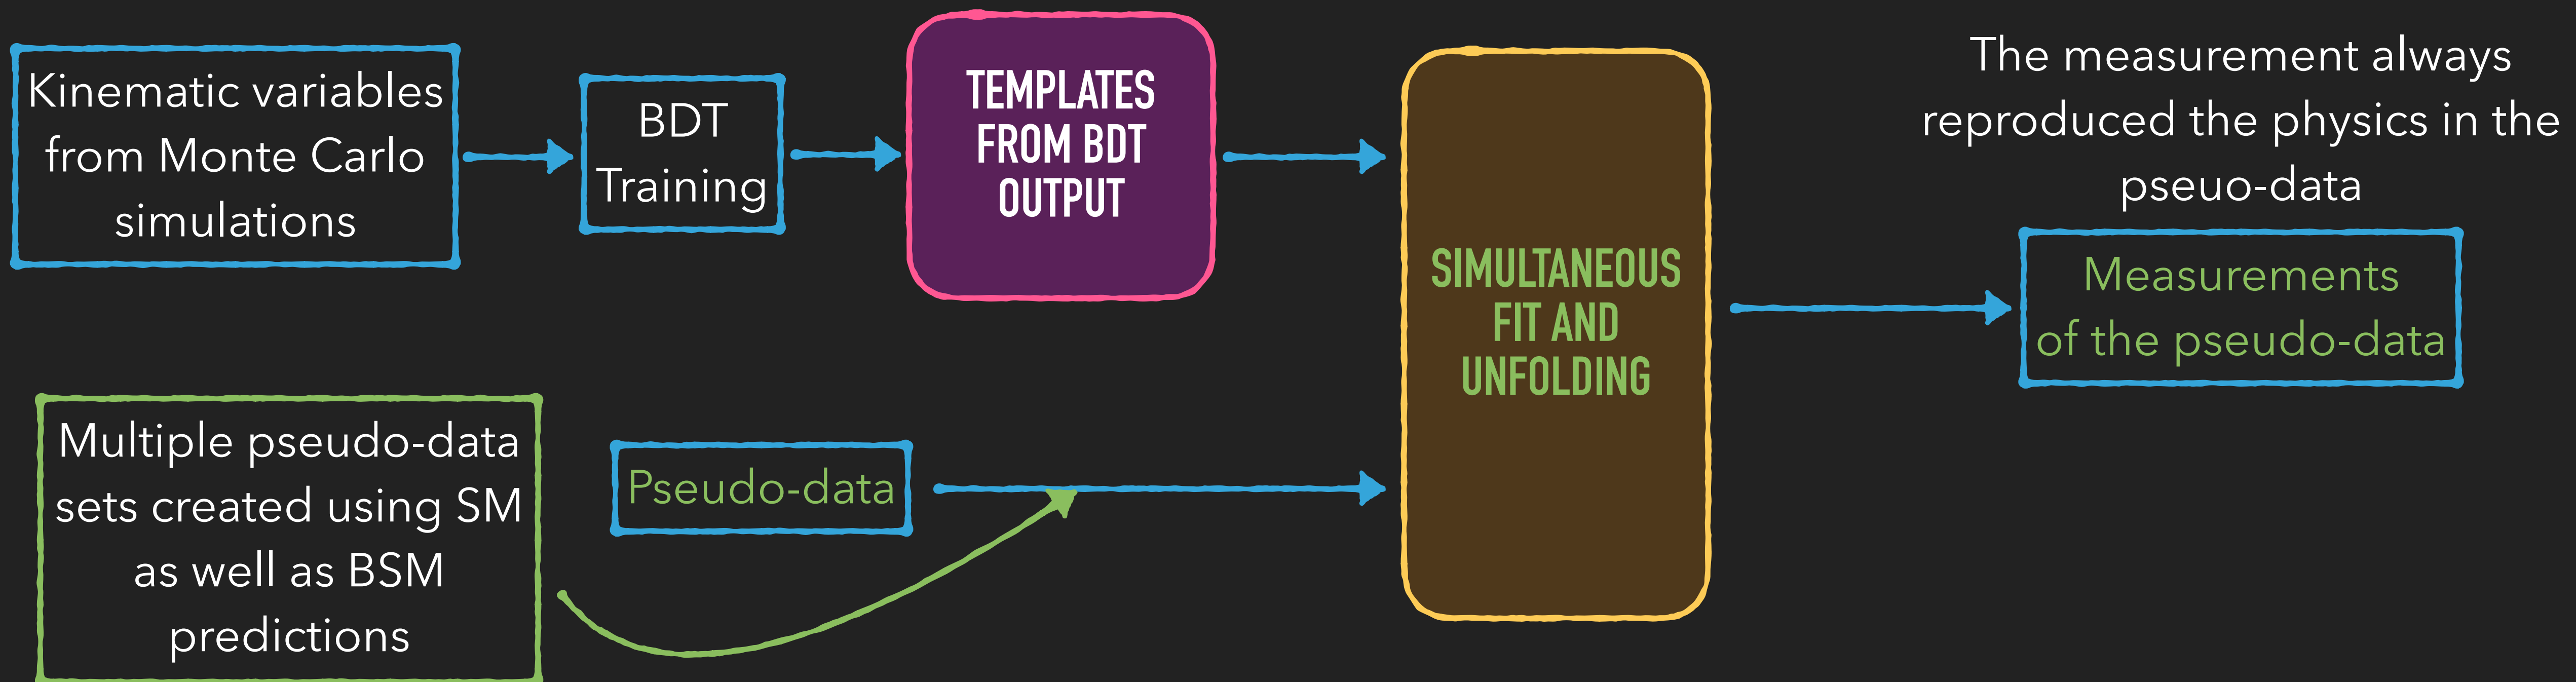 Kinematic variables
from Monte Carlo
simulations
BDT
Training
TEMPLATES
FROM BDT
OUTPUT
SIMULTANEOUS
FIT AND
UNFOLDING
The measurement always
reproduced the physics in the
pseuo-data
Measurements
of the pseudo-data
Multiple pseudo-data
sets created using SM
as well as BSM
predictions
Pseudo-data